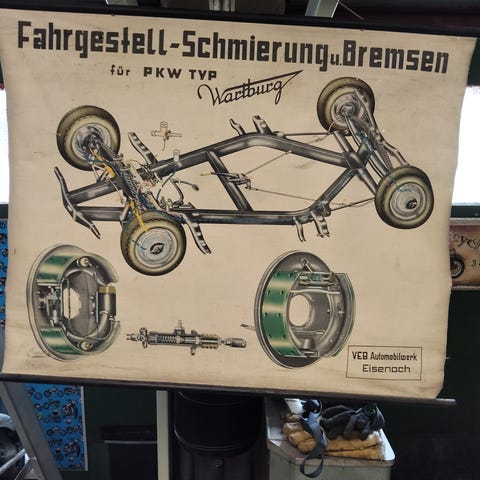 Fahrgestell-Schmierung u. Bremsen
für PKW TYP
Wartburg
VEB Automobilwerk
Eisenach